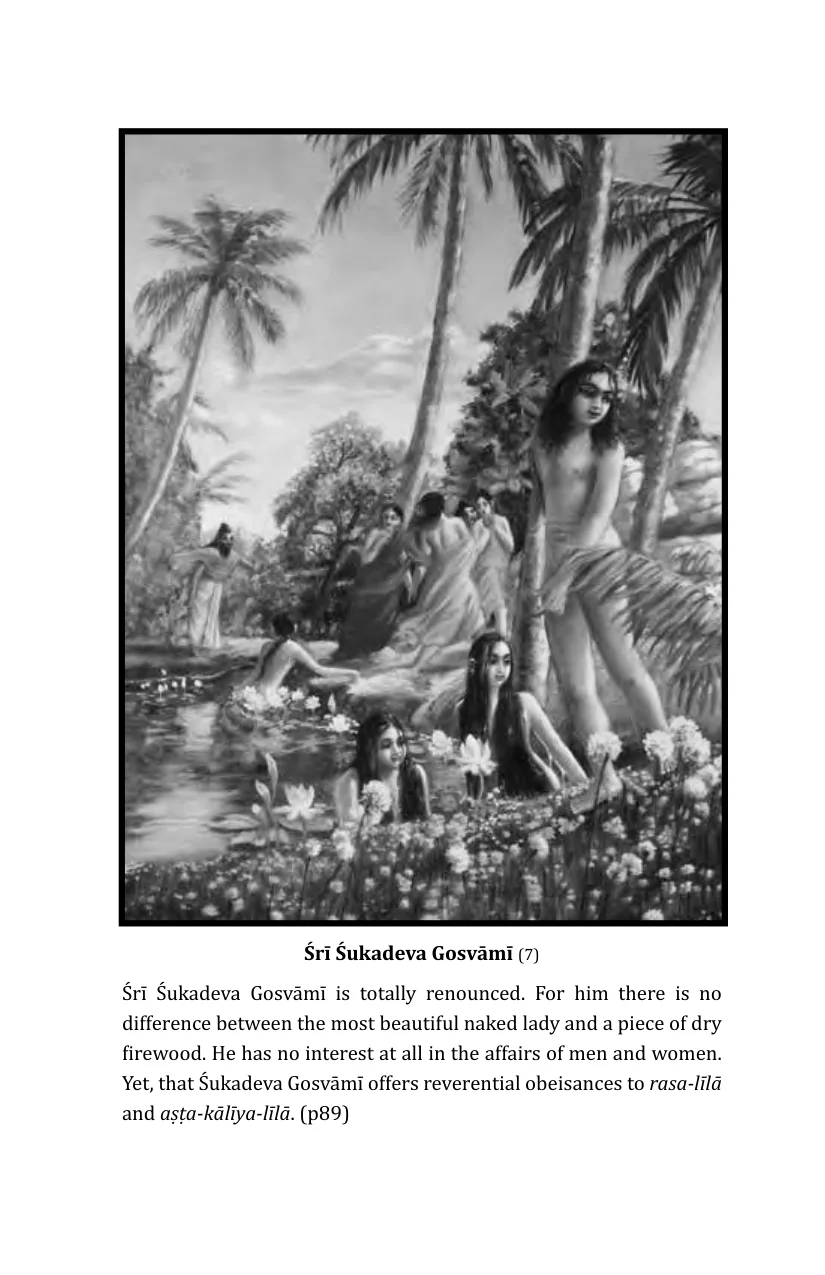 Śrī Śukadeva Gosvāmī (7)
Śrī Śukadeva Gosvāmī is totally renounced. For him there is no
difference between the most beautiful naked lady and a piece of dry
firewood. He has no interest at all in the affairs of men and women.
Yet, that Śukadeva Gosvāmī offers reverential obeisances to rasa-līlā
and aṣṭa-kālīya-līlā. (p89)